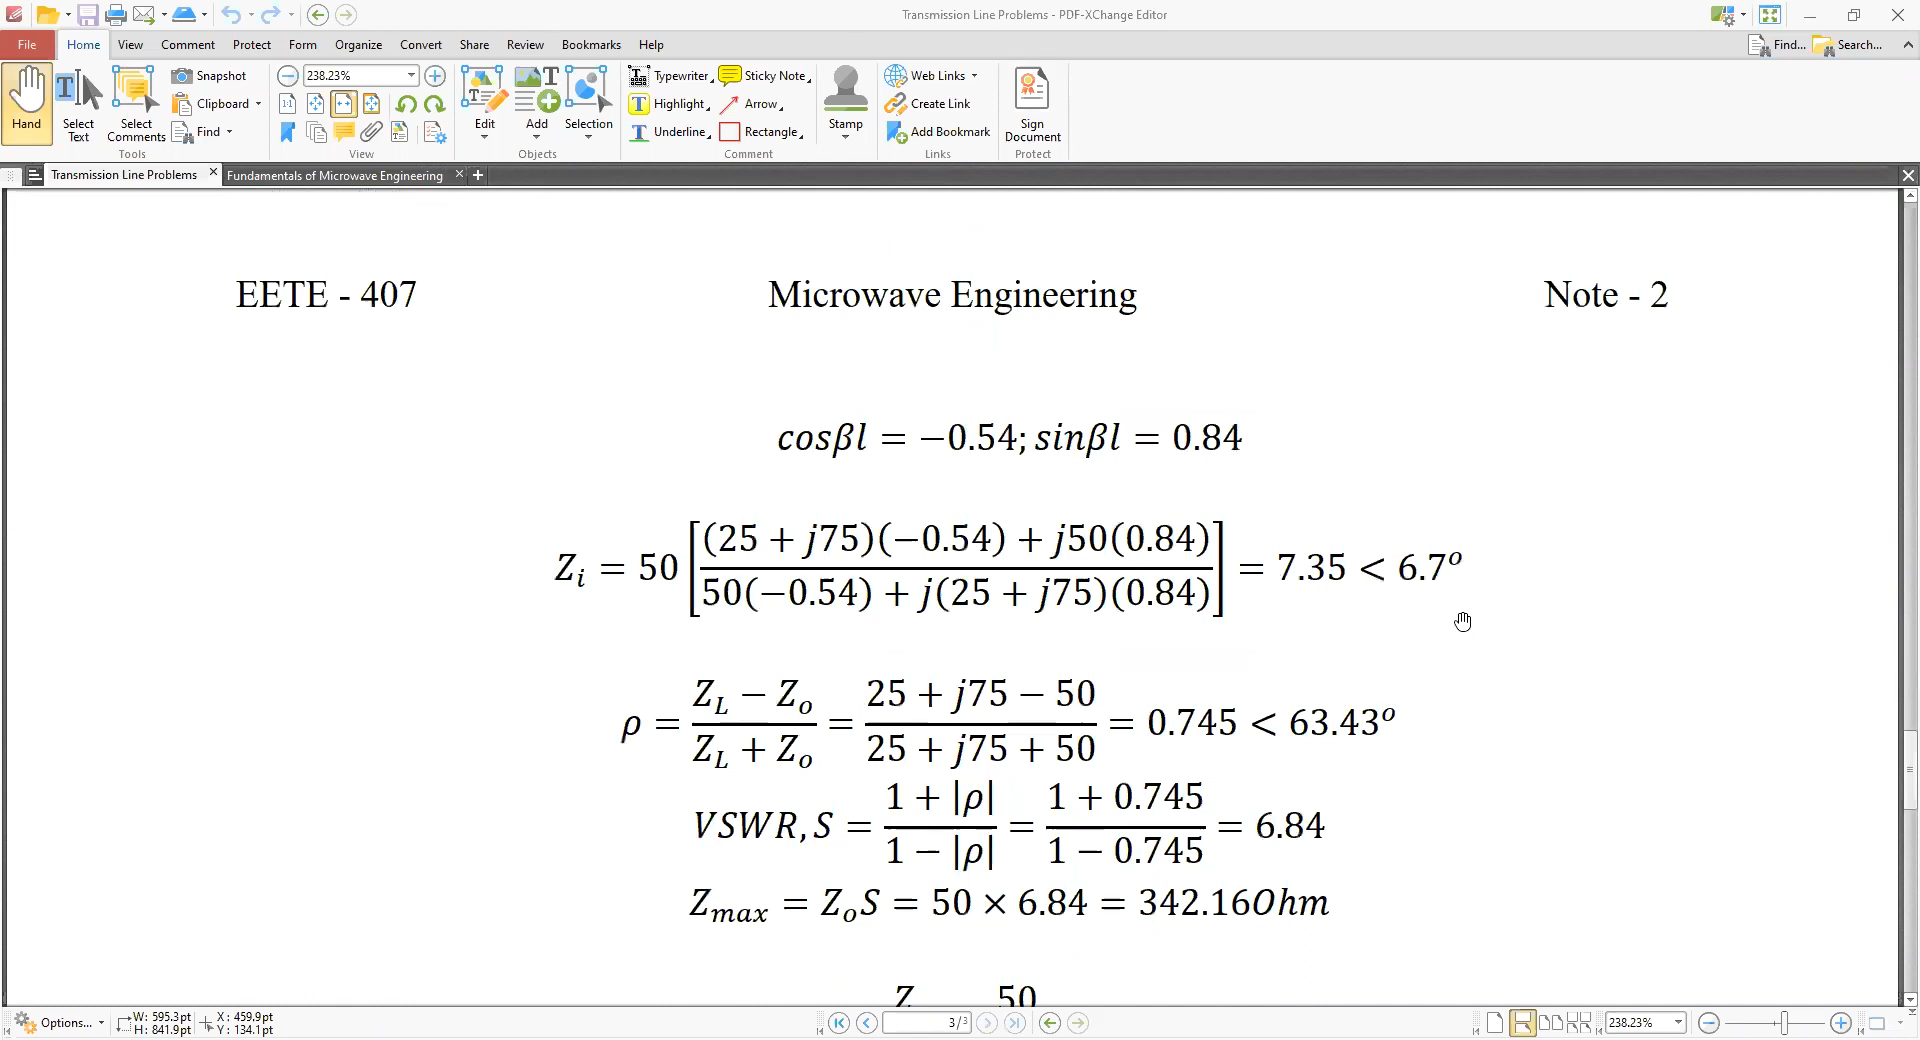 Transmission Line Problems - PDF-XChange Editor
File Home View Comment Protect Form Organize Convert Share Review Bookmarks Help Find... Search...
Hand
Select Text
Select Comments
Snapshot
Clipboard
Find
Tools
238.23%
1:1
View
Edit
Add
Selection
Objects
Typewriter
Highlight
Underline
Sticky Note
Arrow
Rectangle
Stamp
Comment
Web Links
Create Link
Add Bookmark
Links
Sign Document
Protect
Transmission Line Problems Fundamentals of Microwave Engineering
EETE - 407 Microwave Engineering Note - 2
cosβl = −0.54; sinβl = 0.84
Z_i = 50 [((25 + j75)(−0.54) + j50(0.84)) / (50(−0.54) + j(25 + j75)(0.84))] = 7.35 < 6.7°
ρ = (Z_L − Z_o) / (Z_L + Z_o) = (25 + j75 − 50) / (25 + j75 + 50) = 0.745 < 63.43°
VSWR, S = (1 + |ρ|) / (1 − |ρ|) = (1 + 0.745) / (1 − 0.745) = 6.84
Z_max = Z_o S = 50 × 6.84 = 342.16Ohm
Z 50
Options... W: 595.3pt H: 841.9pt X: 459.9pt Y: 134.1pt 3/3 238.23%